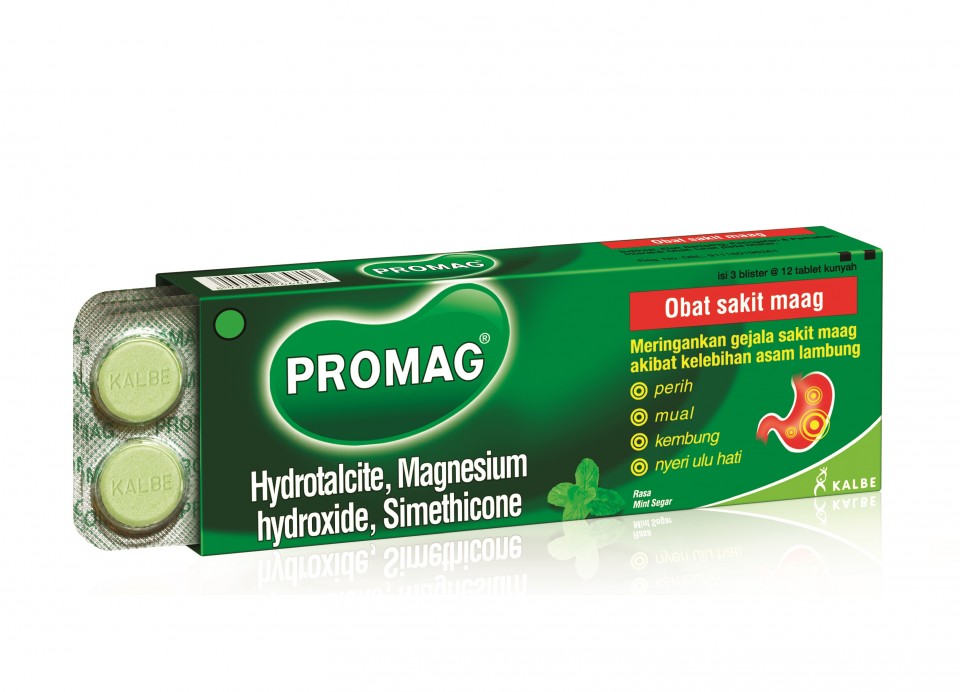 PROMAG
Obat sakit maag
isi 3 blister @ 12 tablet kunyah
PROMAG®
Obat sakit maag
Meringankan gejala sakit maag
akibat kelebihan asam lambung
perih
mual
kembung
nyeri ulu hati
Hydrotalcite, Magnesium
hydroxide, Simethicone
Rasa
Mint Segar
KALBE
KALBE
KALBE